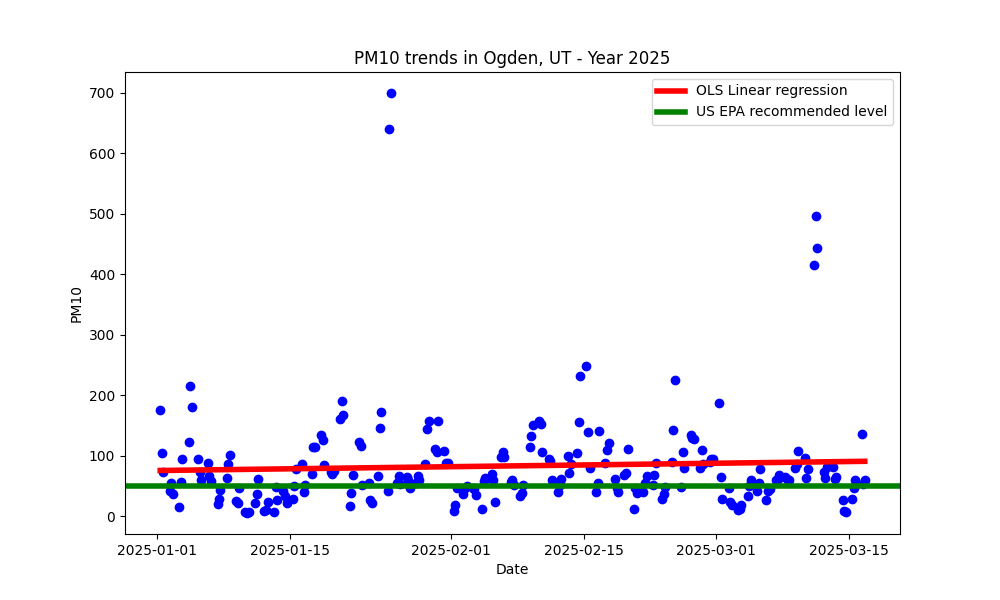 PM10 trends in Ogden, UT - Year 2025
OLS Linear regression
US EPA recommended level
PM10
700
600
500
400
300
200
100
0
2025-01-01
2025-01-15
2025-02-01
2025-02-15
2025-03-01
2025-03-15
Date